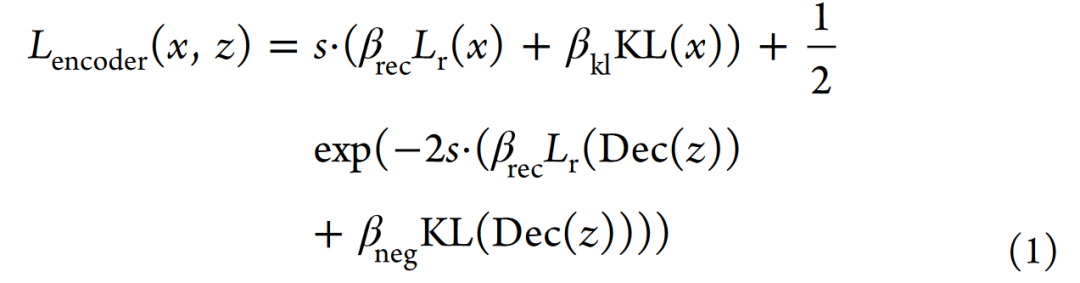 L_encoder(x, z) = s·(β_rec L_r(x) + β_kl KL(x)) + 1/2
exp(−2s·(β_rec L_r(Dec(z))
+ β_neg KL(Dec(z)))) (1)